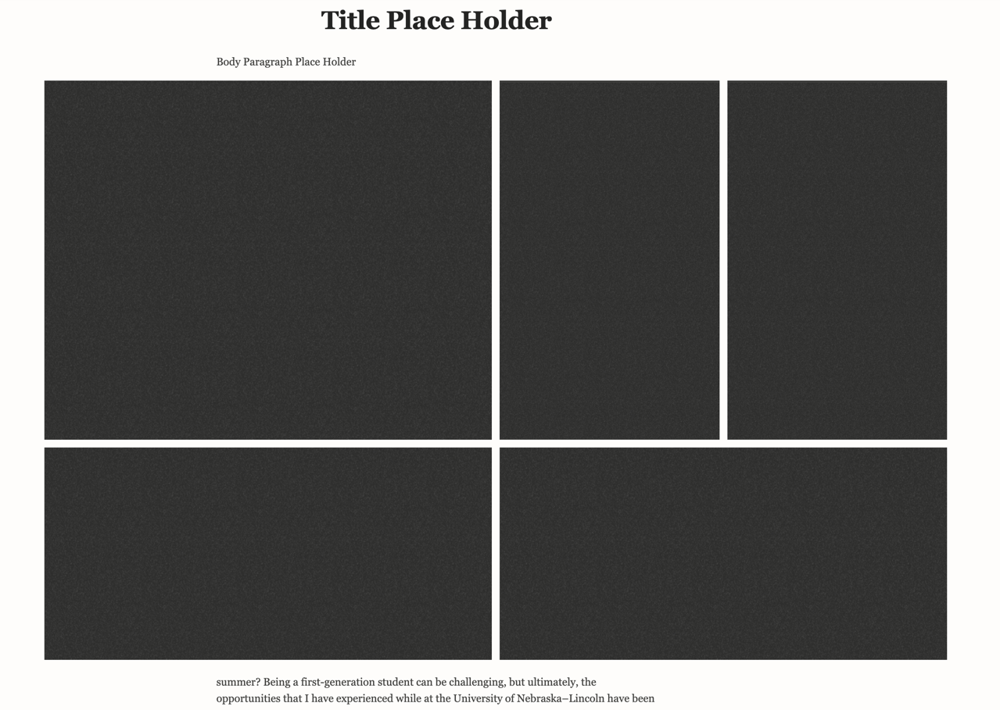 Title Place Holder
Body Paragraph Place Holder
summer? Being a first-generation student can be challenging, but ultimately, the
opportunities that I have experienced while at the University of Nebraska–Lincoln have been